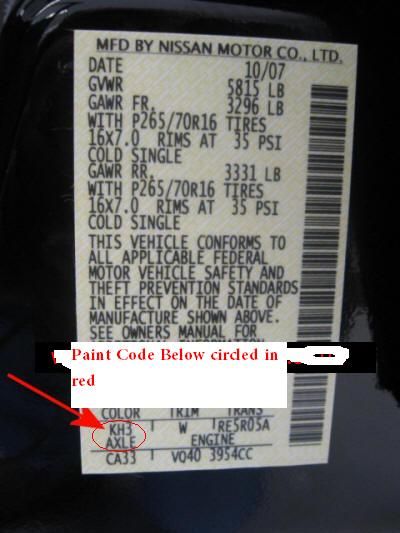 MFD BY NISSAN MOTOR CO., LTD.
DATE 10/07
GVWR 5815 LB
GAWR FR. 3296 LB
WITH P265/70R16 TIRES
16X7.0 RIMS AT 35 PSI
COLD SINGLE
GAWR RR. 3331 LB
WITH P265/70R16 TIRES
16X7.0 RIMS AT 35 PSI
COLD SINGLE
THIS VEHICLE CONFORMS TO
ALL APPLICABLE FEDERAL
MOTOR VEHICLE SAFETY AND
THEFT PREVENTION STANDARDS
IN EFFECT ON THE DATE OF
MANUFACTURE SHOWN ABOVE.
SEE OWNERS MANUAL FOR
Paint Code Below circled in
red
COLOR TRIM TRANS
KH3 W RE5R05A
AXLE ENGINE
CA33 VQ40 3954CC